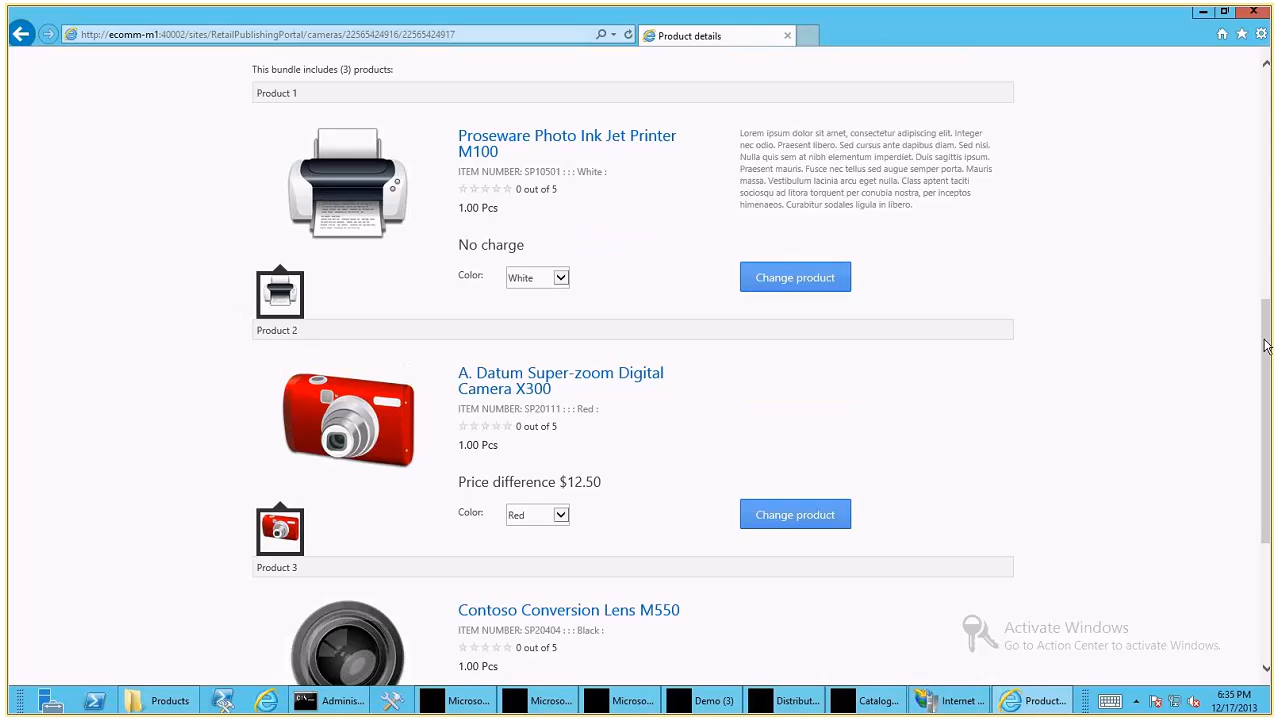 http://ecomm-m1:40002/sites/RetailPublishingPortal/cameras/22565424916/22565424917
Product details
This bundle includes (3) products:
Product 1
Proseware Photo Ink Jet Printer
M100
ITEM NUMBER: SP10501 : : : White :
0 out of 5
1.00 Pcs
No charge
Color:
White
Lorem ipsum dolor sit amet, consectetur adipiscing elit. Integer
nec odio. Praesent libero. Sed cursus ante dapibus diam. Sed nisi.
Nulla quis sem at nibh elementum imperdiet. Duis sagittis ipsum.
Praesent mauris. Fusce nec tellus sed augue semper porta. Mauris
massa. Vestibulum lacinia arcu eget nulla. Class aptent taciti
sociosqu ad litora torquent per conubia nostra, per inceptos
himenaeos. Curabitur sodales ligula in libero.
Change product
Product 2
A. Datum Super-zoom Digital
Camera X300
ITEM NUMBER: SP20111 : : : Red :
0 out of 5
1.00 Pcs
Price difference $12.50
Color:
Red
Change product
Product 3
Contoso Conversion Lens M550
ITEM NUMBER: SP20404 : : : Black :
0 out of 5
1.00 Pcs
Activate Windows
Go to Action Center to activate Windows.
Products
Adminis...
Microso...
Microso...
Microso...
Demo (3)
Distribut...
Catalog...
Internet ...
Product...
6:35 PM
12/17/2013